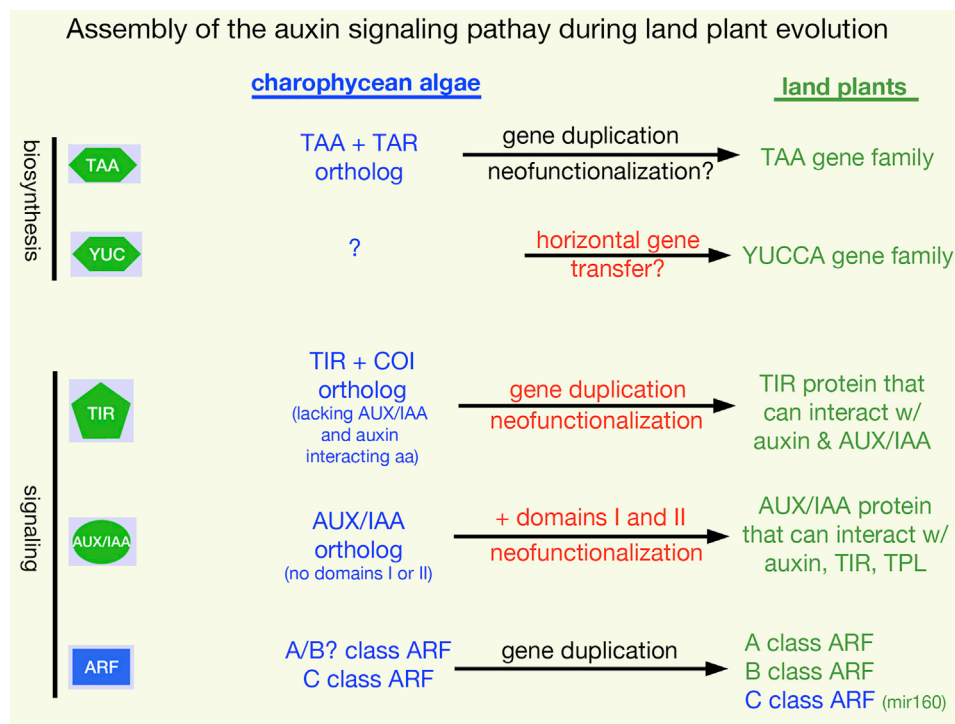 Assembly of the auxin signaling pathay during land plant evolution
charophycean algae
land plants
biosynthesis
TAA
TAA + TAR
ortholog
gene duplication
neofunctionalization?
TAA gene family
YUC
?
horizontal gene
transfer?
YUCCA gene family
signaling
TIR
TIR + COI
ortholog
(lacking AUX/IAA
and auxin
interacting aa)
gene duplication
neofunctionalization
TIR protein that
can interact w/
auxin & AUX/IAA
AUX/IAA
AUX/IAA
ortholog
(no domains I or II)
+ domains I and II
neofunctionalization
AUX/IAA protein
that can interact w/
auxin, TIR, TPL
ARF
A/B? class ARF
C class ARF
gene duplication
A class ARF
B class ARF
C class ARF (mir160)